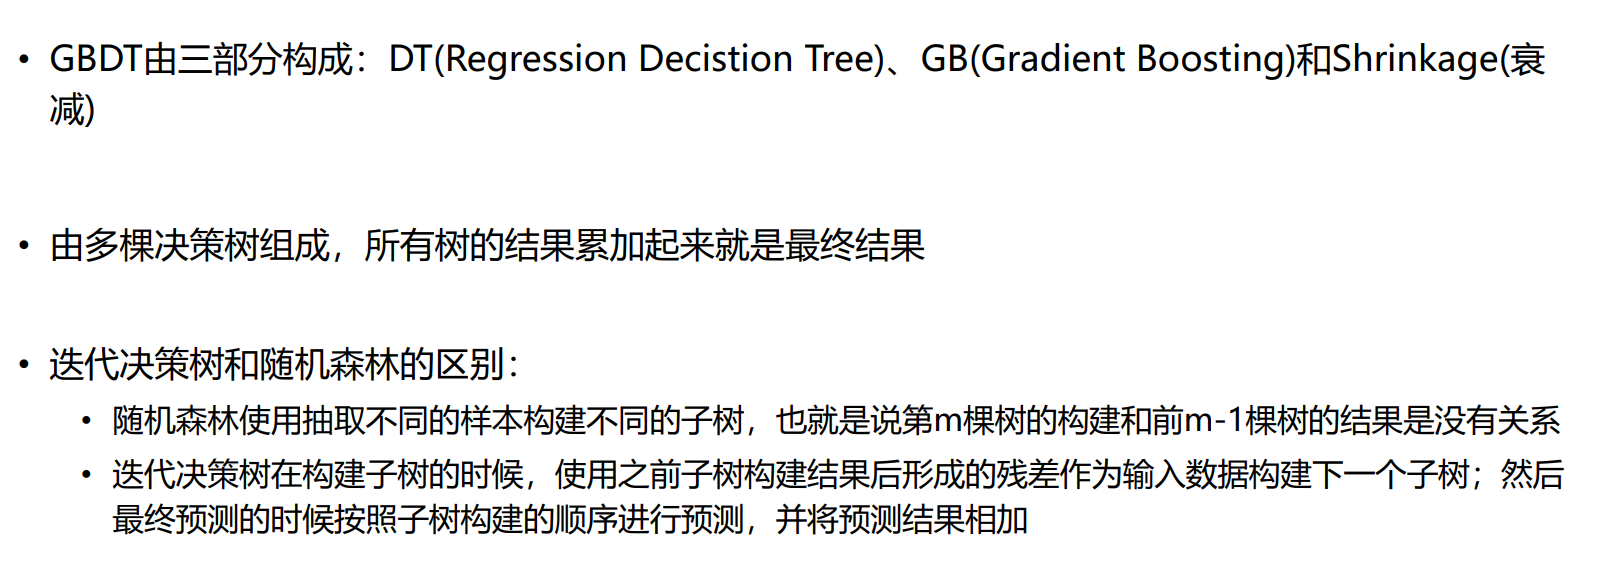 • GBDT由三部分构成：DT(Regression Decistion Tree)、GB(Gradient Boosting)和Shrinkage(衰
减)
• 由多棵决策树组成，所有树的结果累加起来就是最终结果
• 迭代决策树和随机森林的区别：
• 随机森林使用抽取不同的样本构建不同的子树，也就是说第m棵树的构建和前m-1棵树的结果是没有关系
• 迭代决策树在构建子树的时候，使用之前子树构建结果后形成的残差作为输入数据构建下一个子树；然后
最终预测的时候按照子树构建的顺序进行预测，并将预测结果相加